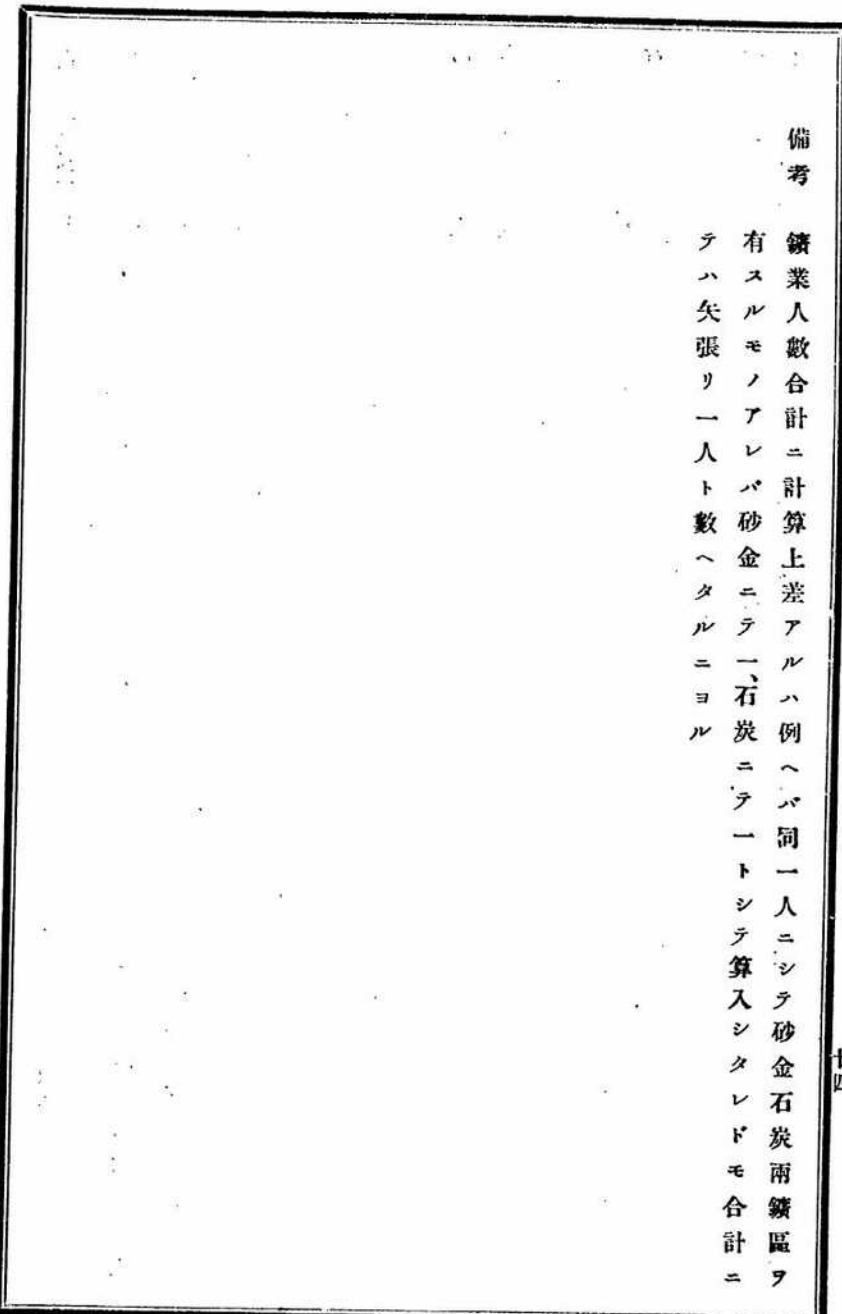 備考　鑛業人數合計ニ計算上差アルハ例ヘバ同一人ニシテ砂金石炭兩鑛區ヲ
有スルモノアレバ砂金ニテ一、石炭ニテ一トシテ算入シタレドモ合計ニ
テハ矢張リ一人ト數ヘタルニヨル
十四